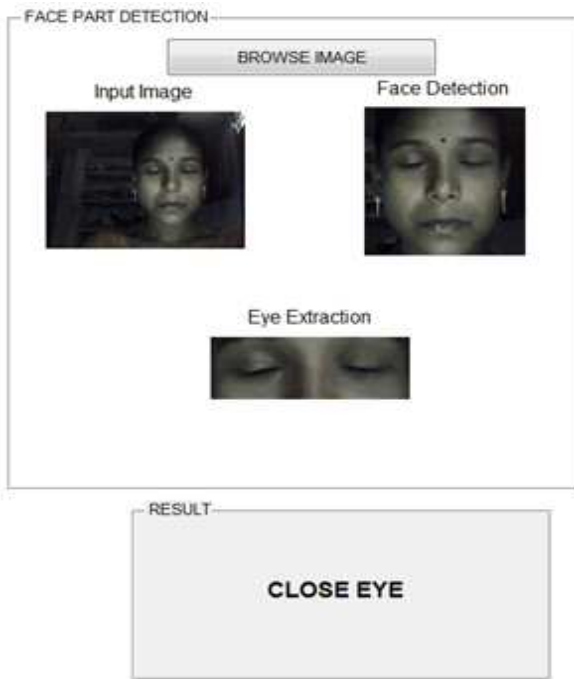 FACE PART DETECTION
BROWSE IMAGE
Input Image
Face Detection
Eye Extraction
RESULT
CLOSE EYE